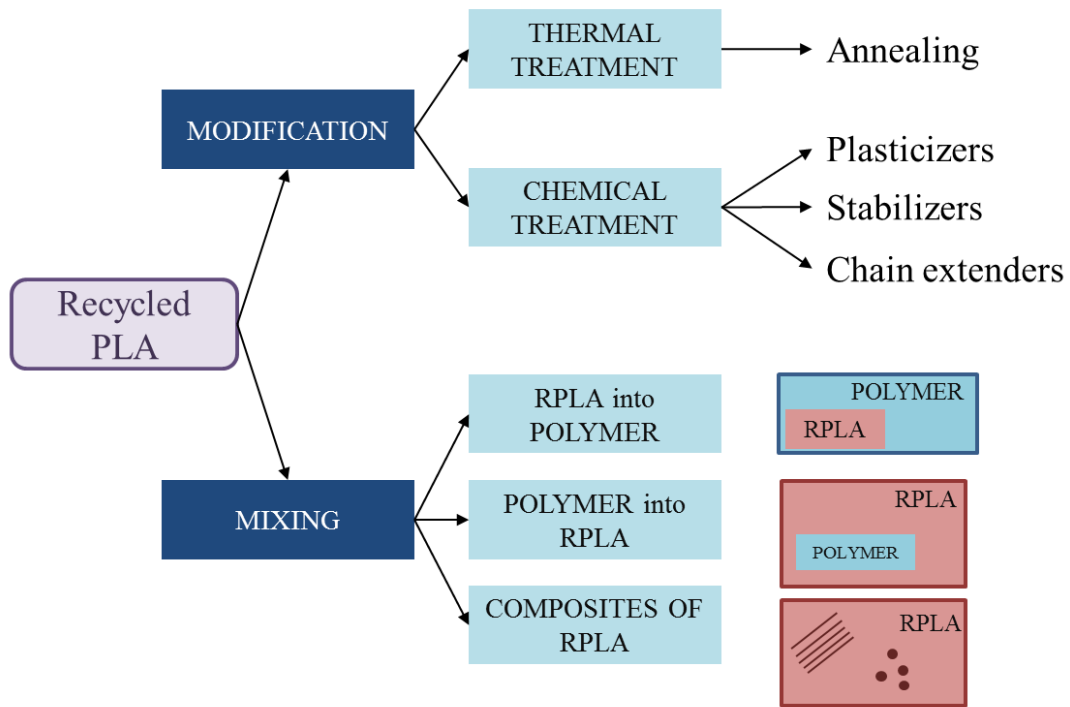 THERMAL
TREATMENT
Annealing
MODIFICATION
CHEMICAL
TREATMENT
Plasticizers
Stabilizers
Chain extenders
Recycled
PLA
RPLA into
POLYMER
POLYMER
RPLA
MIXING
POLYMER into
RPLA
RPLA
POLYMER
COMPOSITES OF
RPLA
RPLA